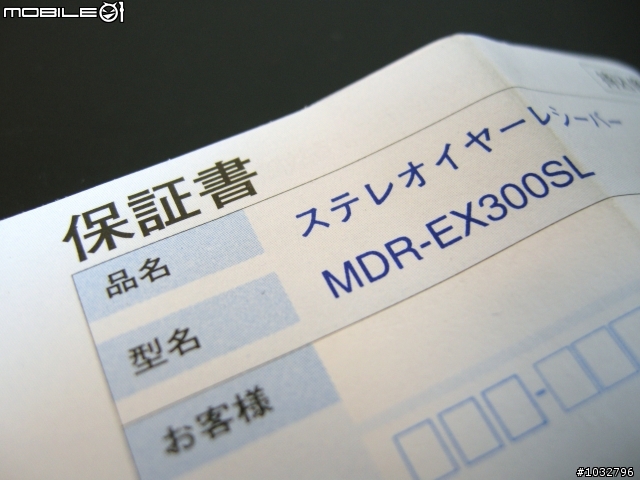 MOBILE01
保証書
品名
ステレオイヤーレシーバー
型名
MDR-EX300SL
お客様
#1032796